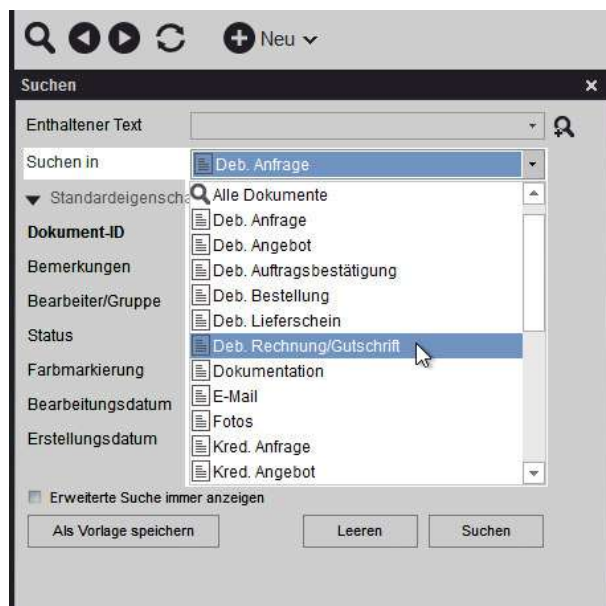 Neu
Suchen
Enthaltener Text
Suchen in
Deb. Anfrage
Standardeigenscha
Alle Dokumente
Deb. Anfrage
Dokument-ID
Deb. Angebot
Bemerkungen
Deb. Auftragsbestätigung
Bearbeiter/Gruppe
Deb. Bestellung
Deb. Lieferschein
Status
Deb. Rechnung/Gutschrift
Farbmarkierung
Dokumentation
E-Mail
Bearbeitungsdatum
Fotos
Erstellungsdatum
Kred. Anfrage
Kred. Angebot
Erweiterte Suche immer anzeigen
Als Vorlage speichern
Leeren
Suchen